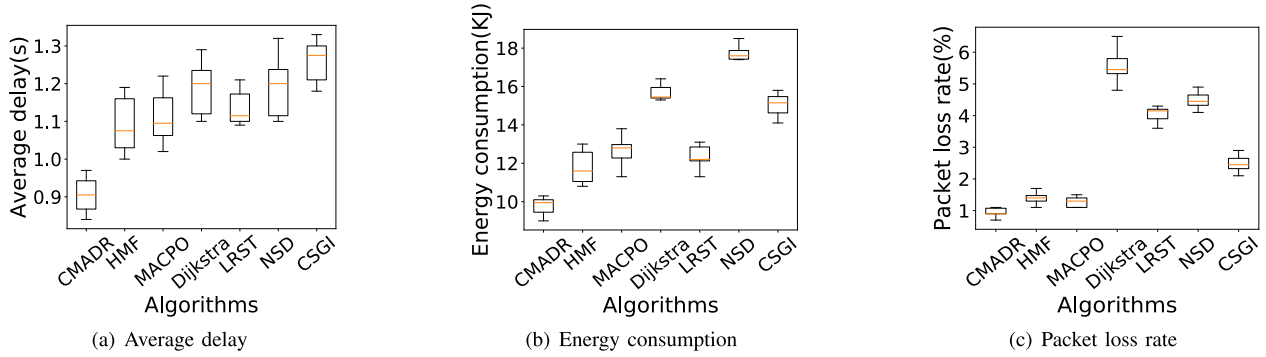 Average delay(s)
1.3
1.2
1.1
1.0
0.9
CMADR
HMF
MACPO
Dijkstra
LRST
NSD
CSGI
Algorithms
(a) Average delay
Energy consumption(KJ)
18
16
14
12
10
CMADR
HMF
MACPO
Dijkstra
LRST
NSD
CSGI
Algorithms
(b) Energy consumption
Packet loss rate(%)
6
5
4
3
2
1
CMADR
HMF
MACPO
Dijkstra
LRST
NSD
CSGI
Algorithms
(c) Packet loss rate